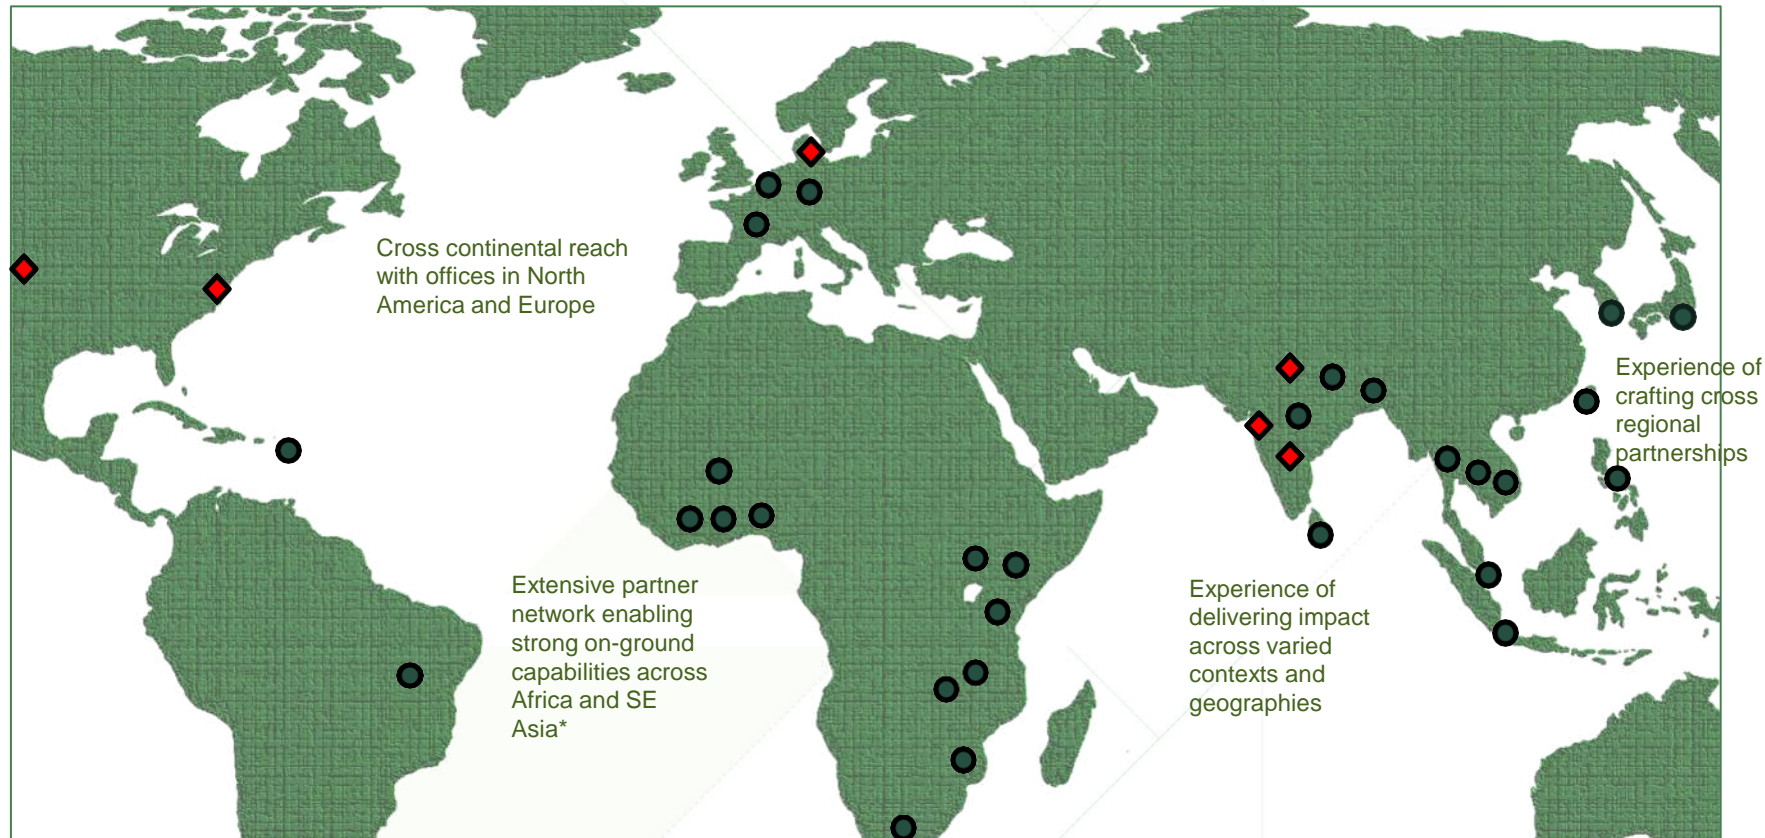 Cross continental reach
with offices in North
America and Europe
Experience of
crafting cross
regional
partnerships
Extensive partner
network enabling
strong on-ground
capabilities across
Africa and SE
Asia*
Experience of
delivering impact
across varied
contexts and
geographies